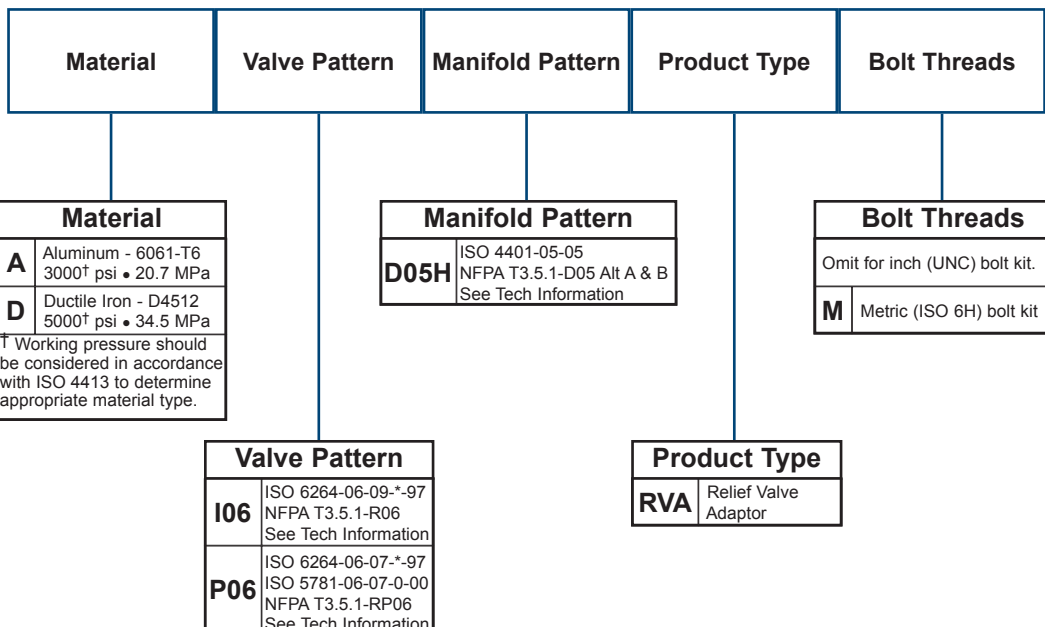 Material
Valve Pattern
Manifold Pattern
Product Type
Bolt Threads
Material
A
Aluminum - 6061-T6
3000† psi • 20.7 MPa
D
Ductile Iron - D4512
5000† psi • 34.5 MPa
† Working pressure should
be considered in accordance
with ISO 4413 to determine
appropriate material type.
Manifold Pattern
D05H
ISO 4401-05-05
NFPA T3.5.1-D05 Alt A & B
See Tech Information
Bolt Threads
Omit for inch (UNC) bolt kit.
M
Metric (ISO 6H) bolt kit
Valve Pattern
I06
ISO 6264-06-09-*-97
NFPA T3.5.1-R06
See Tech Information
P06
ISO 6264-06-07-*-97
ISO 5781-06-07-0-00
NFPA T3.5.1-RP06
See Tech Information
Product Type
RVA
Relief Valve
Adaptor